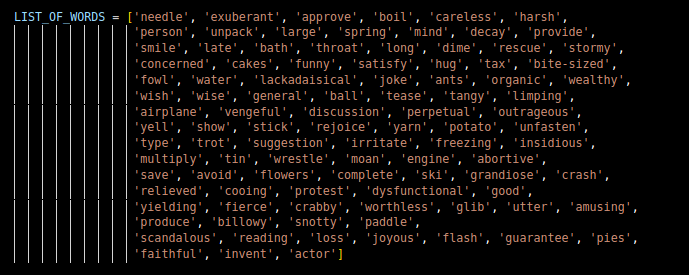 LIST_OF_WORDS = ['needle', 'exuberant', 'approve', 'boil', 'careless', 'harsh',
'person', 'unpack', 'large', 'spring', 'mind', 'decay', 'provide',
'smile', 'late', 'bath', 'throat', 'long', 'dime', 'rescue', 'stormy',
'concerned', 'cakes', 'funny', 'satisfy', 'hug', 'tax', 'bite-sized',
'fowl', 'water', 'lackadaisical', 'joke', 'ants', 'organic', 'wealthy',
'wish', 'wise', 'general', 'ball', 'tease', 'tangy', 'limping',
'airplane', 'vengeful', 'discussion', 'perpetual', 'outrageous',
'yell', 'show', 'stick', 'rejoice', 'yarn', 'potato', 'unfasten',
'type', 'trot', 'suggestion', 'irritate', 'freezing', 'insidious',
'multiply', 'tin', 'wrestle', 'moan', 'engine', 'abortive',
'save', 'avoid', 'flowers', 'complete', 'ski', 'grandiose', 'crash',
'relieved', 'cooing', 'protest', 'dysfunctional', 'good',
'yielding', 'fierce', 'crabby', 'worthless', 'glib', 'utter', 'amusing',
'produce', 'billowy', 'snotty', 'paddle',
'scandalous', 'reading', 'loss', 'joyous', 'flash', 'guarantee', 'pies',
'faithful', 'invent', 'actor']